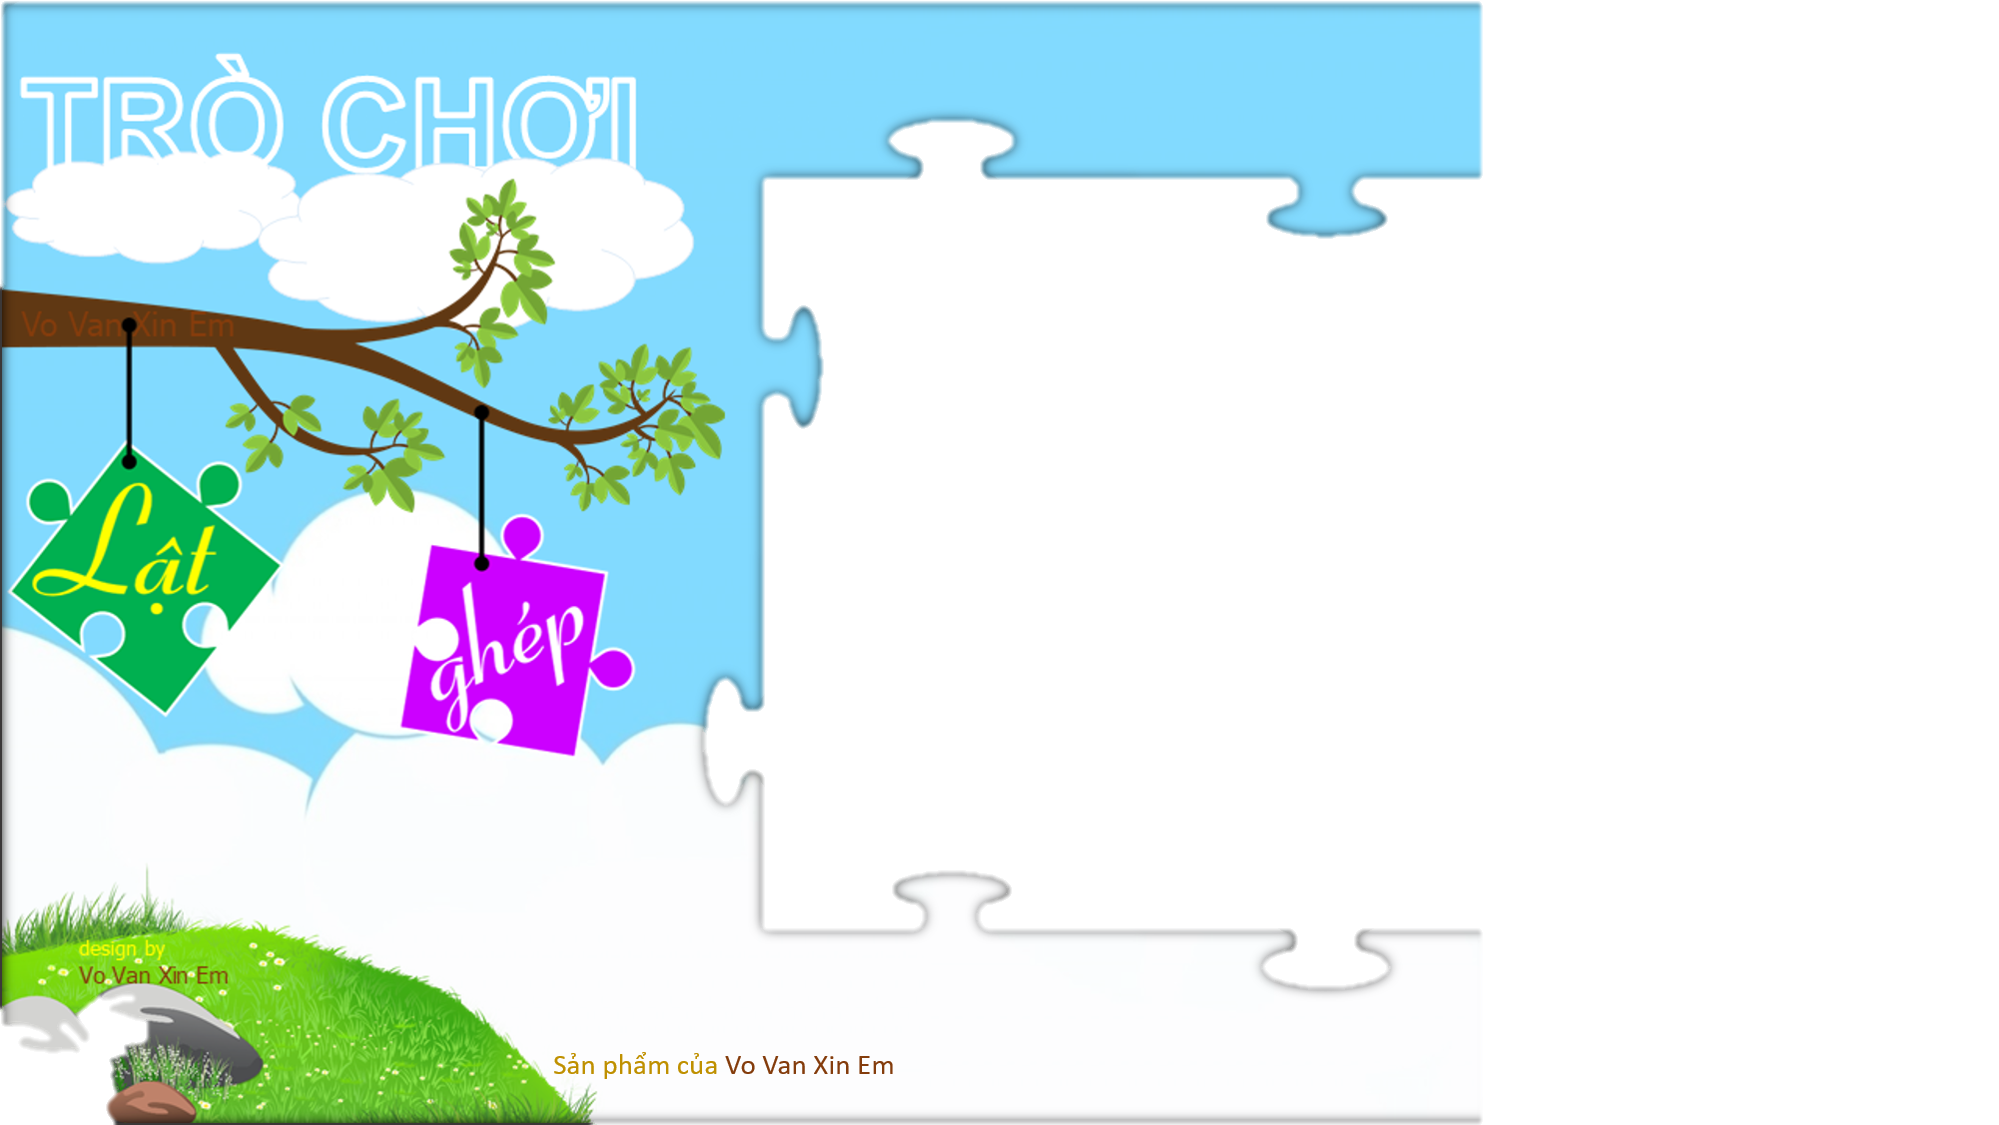 TRÒ CHƠI
Vo Van Xin Em
Lật
ghép
design by
Vo Van Xin Em
Sản phẩm của Vo Van Xin Em